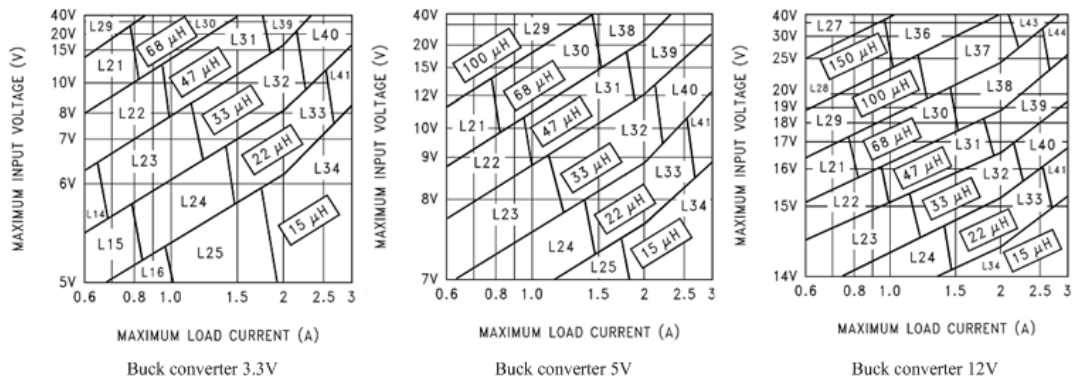 MAXIMUM INPUT VOLTAGE (V)
40V
20V
15V
10V
8V
7V
6V
5V
L29
L30
L39
68 μH
L31
L40
L21
47 μH
L32
L41
L22
33 μH
L33
L23
22 μH
L34
L14
L24
L15
15 μH
L25
L16
0.6
0.8
1.0
1.5
2
2.5
3
MAXIMUM LOAD CURRENT (A)
Buck converter 3.3V
MAXIMUM INPUT VOLTAGE (V)
40V
20V
15V
12V
10V
9V
8V
7V
L29
L38
100 μH
L30
L39
68 μH
L31
L40
L21
47 μH
L32
L41
L22
33 μH
L33
L23
22 μH
L34
L24
15 μH
L25
0.6
0.8
1.0
1.5
2
2.5
3
MAXIMUM LOAD CURRENT (A)
Buck converter 5V
MAXIMUM INPUT VOLTAGE (V)
40V
30V
25V
20V
19V
18V
17V
16V
15V
14V
L27
L36
L43
150 μH
L37
L44
L28
100 μH
L38
L29
L30
L39
68 μH
L31
L40
L21
47 μH
L32
L41
L22
33 μH
L33
L23
22 μH
L24
L34
15 μH
0.6
0.8
1.0
1.5
2
2.5
3
MAXIMUM LOAD CURRENT (A)
Buck converter 12V